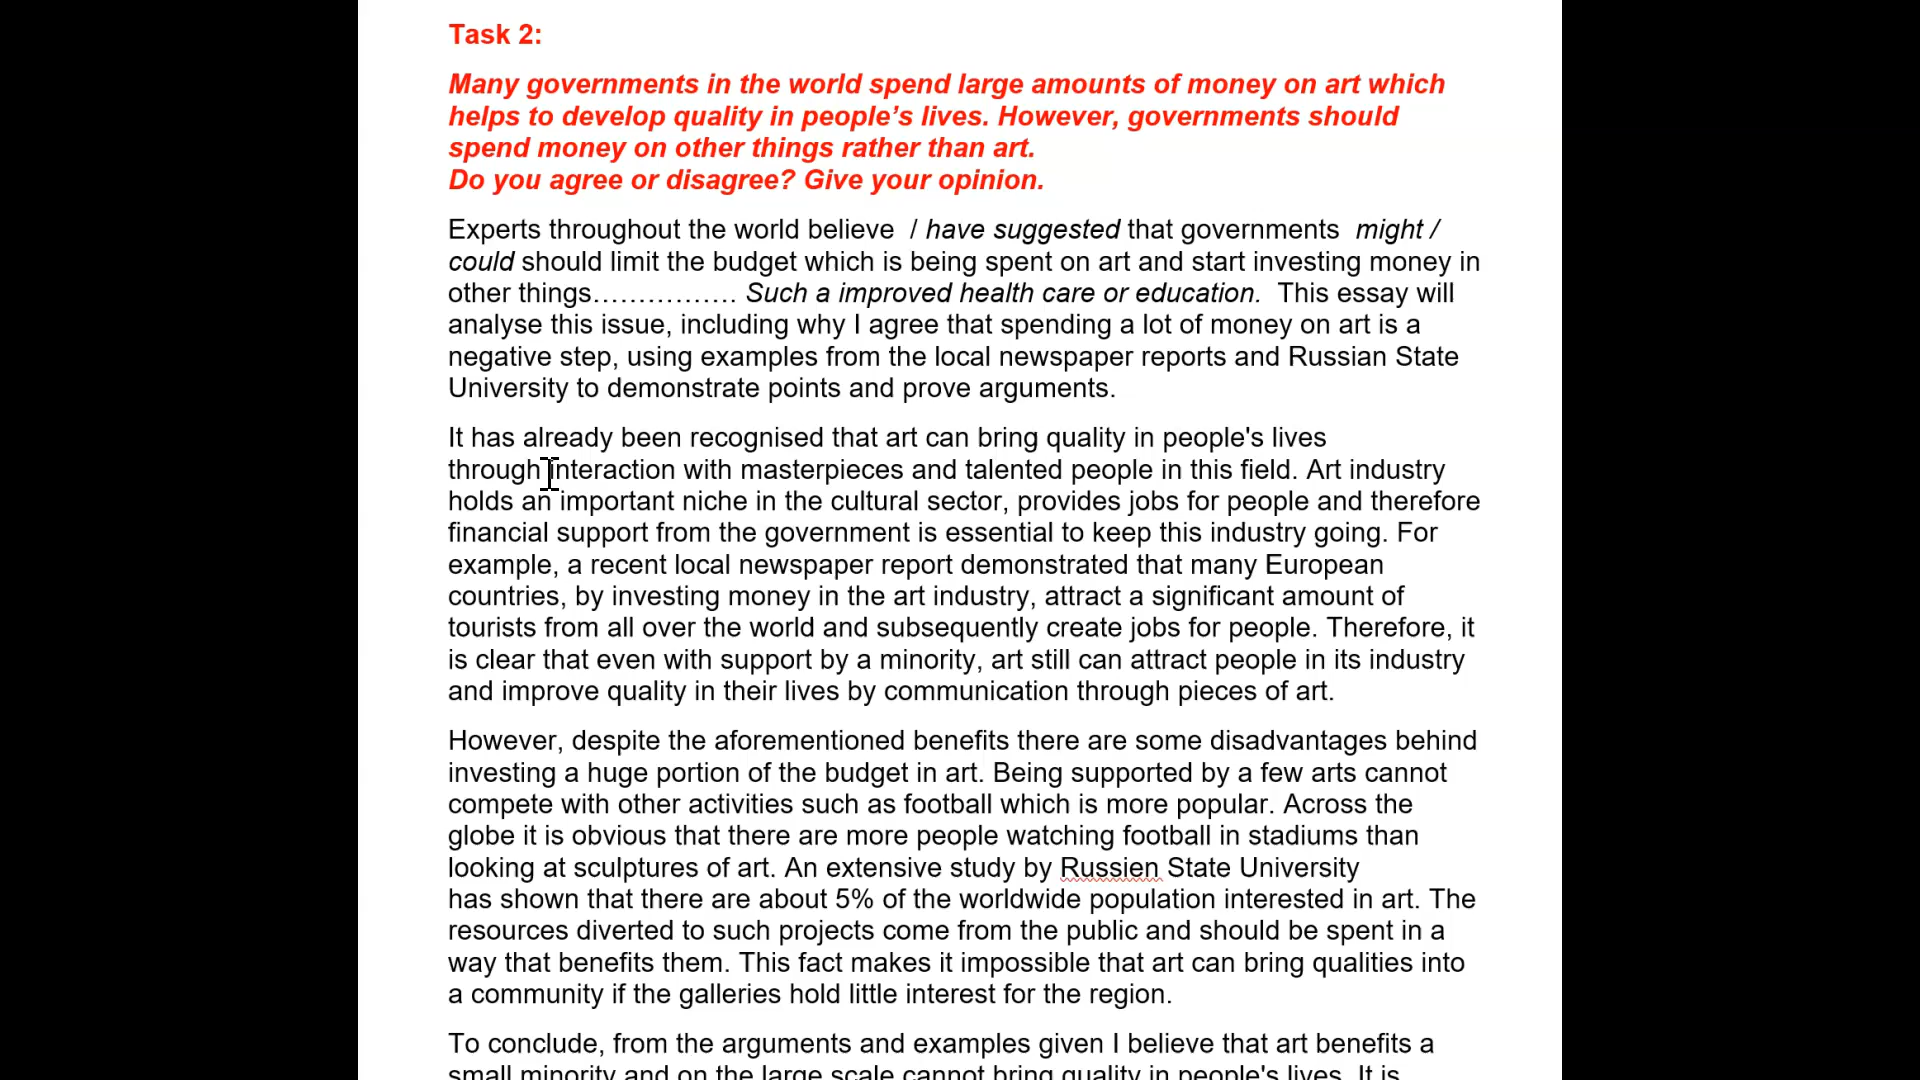 Task 2:
Many governments in the world spend large amounts of money on art which
helps to develop quality in people’s lives. However, governments should
spend money on other things rather than art.
Do you agree or disagree? Give your opinion.
Experts throughout the world believe / have suggested that governments might /
could should limit the budget which is being spent on art and start investing money in
other things……………. Such a improved health care or education. This essay will
analyse this issue, including why I agree that spending a lot of money on art is a
negative step, using examples from the local newspaper reports and Russian State
University to demonstrate points and prove arguments.
It has already been recognised that art can bring quality in people's lives
through interaction with masterpieces and talented people in this field. Art industry
holds an important niche in the cultural sector, provides jobs for people and therefore
financial support from the government is essential to keep this industry going. For
example, a recent local newspaper report demonstrated that many European
countries, by investing money in the art industry, attract a significant amount of
tourists from all over the world and subsequently create jobs for people. Therefore, it
is clear that even with support by a minority, art still can attract people in its industry
and improve quality in their lives by communication through pieces of art.
However, despite the aforementioned benefits there are some disadvantages behind
investing a huge portion of the budget in art. Being supported by a few arts cannot
compete with other activities such as football which is more popular. Across the
globe it is obvious that there are more people watching football in stadiums than
looking at sculptures of art. An extensive study by Russien State University
has shown that there are about 5% of the worldwide population interested in art. The
resources diverted to such projects come from the public and should be spent in a
way that benefits them. This fact makes it impossible that art can bring qualities into
a community if the galleries hold little interest for the region.
To conclude, from the arguments and examples given I believe that art benefits a
small minority and on the large scale cannot bring quality in people's lives. It is